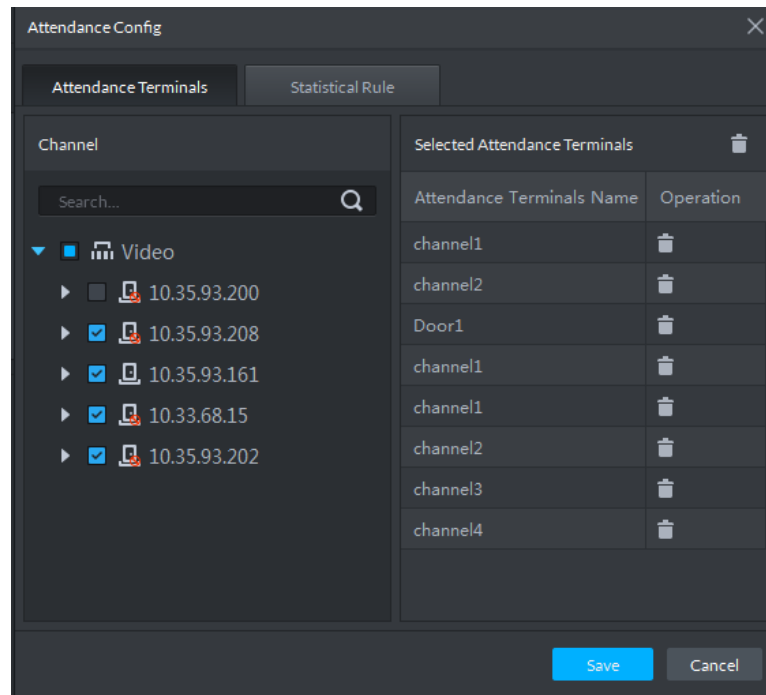 Attendance Config
Attendance Terminals
Statistical Rule
Channel
Search...
Video
10.35.93.200
10.35.93.208
10.35.93.161
10.33.68.15
10.35.93.202
Selected Attendance Terminals
Attendance Terminals Name Operation
channel1
channel2
Door1
channel1
channel1
channel2
channel3
channel4
Save
Cancel